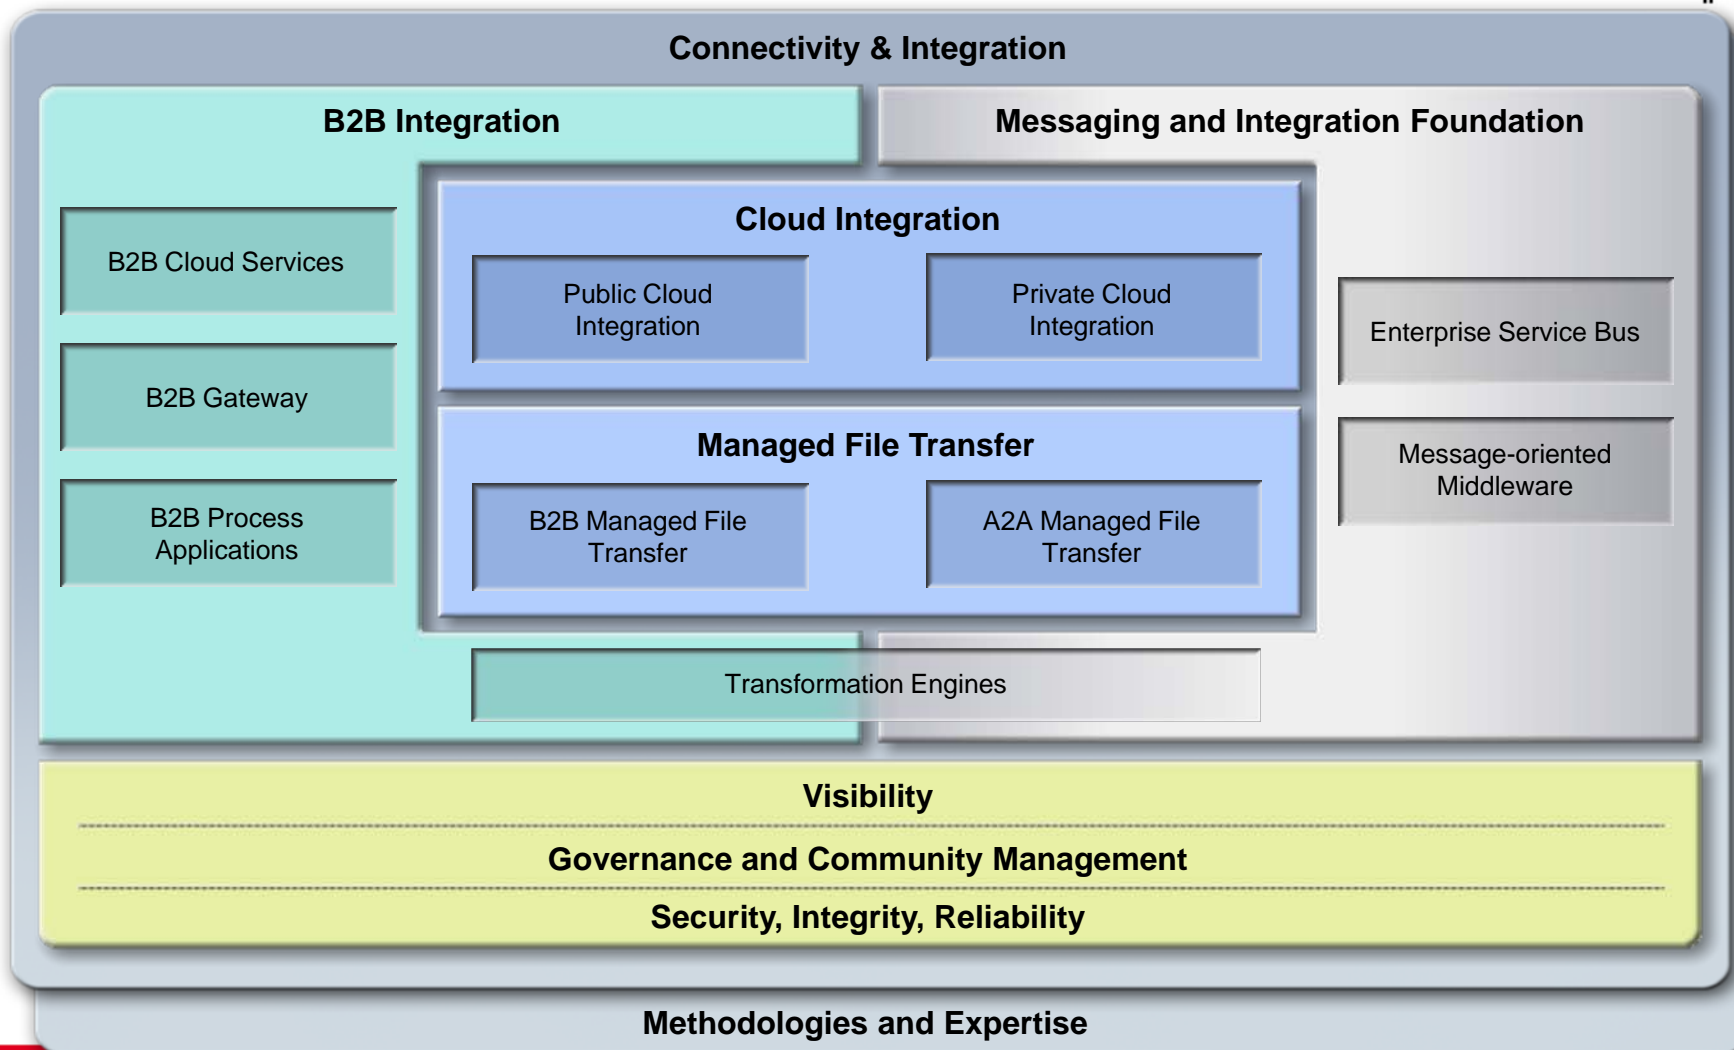 Connectivity & Integration
B2B Integration
Messaging and Integration Foundation
B2B Cloud Services
B2B Gateway
B2B Process
Applications
Cloud Integration
Public Cloud
Integration
Private Cloud
Integration
Managed File Transfer
B2B Managed File
Transfer
A2A Managed File
Transfer
Enterprise Service Bus
Message-oriented
Middleware
Transformation Engines
Visibility
Governance and Community Management
Security, Integrity, Reliability
Methodologies and Expertise